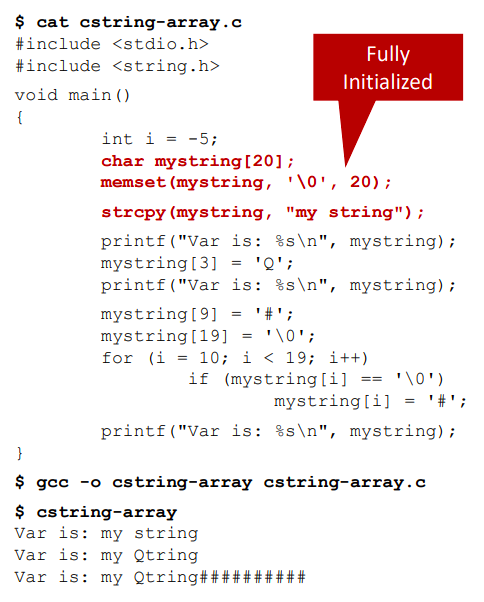 $ cat cstring-array.c
#include <stdio.h>
#include <string.h>
Fully
Initialized
void main()
{
int i = -5;
char mystring[20];
memset(mystring, '\0', 20);
strcpy(mystring, "my string");
printf("Var is: %s\n", mystring);
mystring[3] = 'Q';
printf("Var is: %s\n", mystring);
mystring[9] = '#';
mystring[19] = '\0';
for (i = 10; i < 19; i++)
if (mystring[i] == '\0')
mystring[i] = '#';
printf("Var is: %s\n", mystring);
}
$ gcc -o cstring-array cstring-array.c
$ cstring-array
Var is: my string
Var is: my Qtring
Var is: my Qtring##########